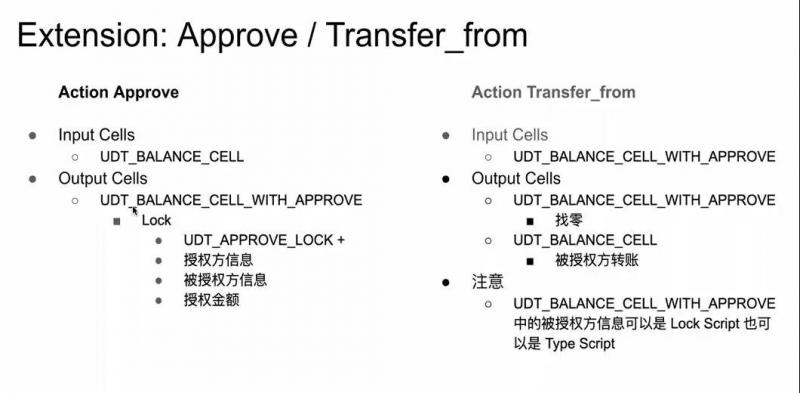 Extension: Approve / Transfer_from
Action Approve
Input Cells
UDT_BALANCE_CELL
Output Cells
UDT_BALANCE_CELL_WITH_APPROVE
Lock
UDT_APPROVE_LOCK +
授权方信息
被授权方信息
授权金额
Action Transfer_from
Input Cells
UDT_BALANCE_CELL_WITH_APPROVE
Output Cells
UDT_BALANCE_CELL_WITH_APPROVE
找零
UDT_BALANCE_CELL
被授权方转账
注意
UDT_BALANCE_CELL_WITH_APPROVE
中的被授权方信息可以是 Lock Script 也可
以是 Type Script